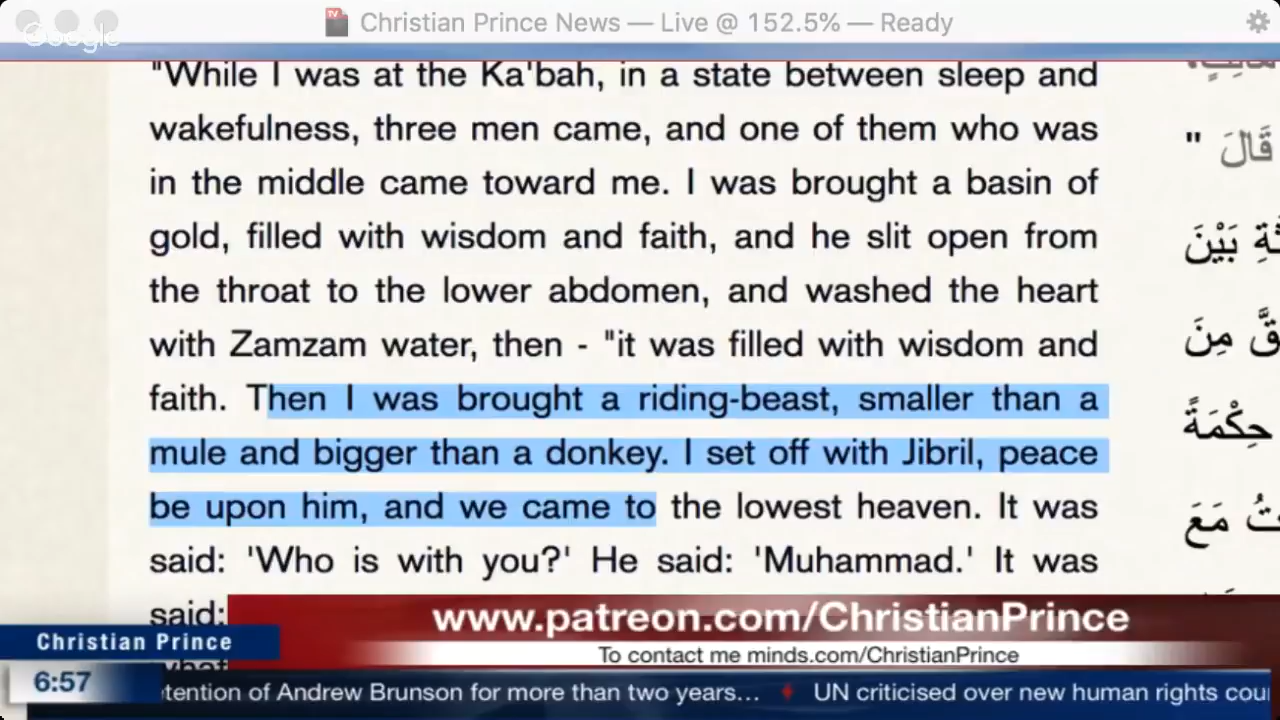 Christian Prince News — Live @ 152.5% — Ready
Google
"While I was at the Ka'bah, in a state between sleep and
wakefulness, three men came, and one of them who was
in the middle came toward me. I was brought a basin of
gold, filled with wisdom and faith, and he slit open from
the throat to the lower abdomen, and washed the heart
with Zamzam water, then - "it was filled with wisdom and
faith. Then I was brought a riding-beast, smaller than a
mule and bigger than a donkey. I set off with Jibril, peace
be upon him, and we came to the lowest heaven. It was
said: 'Who is with you?' He said: 'Muhammad.' It was
said:
قَالَ "
بَيْنَ
مِنَ
حِكْمَةً
مَعَ
www.patreon.com/ChristianPrince
To contact me minds.com/ChristianPrince
Christian Prince
6:57
tention of Andrew Brunson for more than two years... UN criticised over new human rights cou